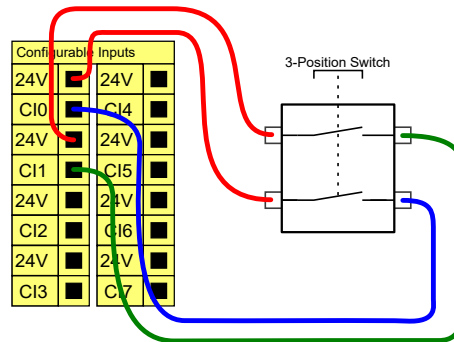 Configurable Inputs
3-Position Switch
24V 24V
CI0 CI4
24V 24V
CI1 CI5
24V 24V
CI2 CI6
24V 24V
CI3 CI7